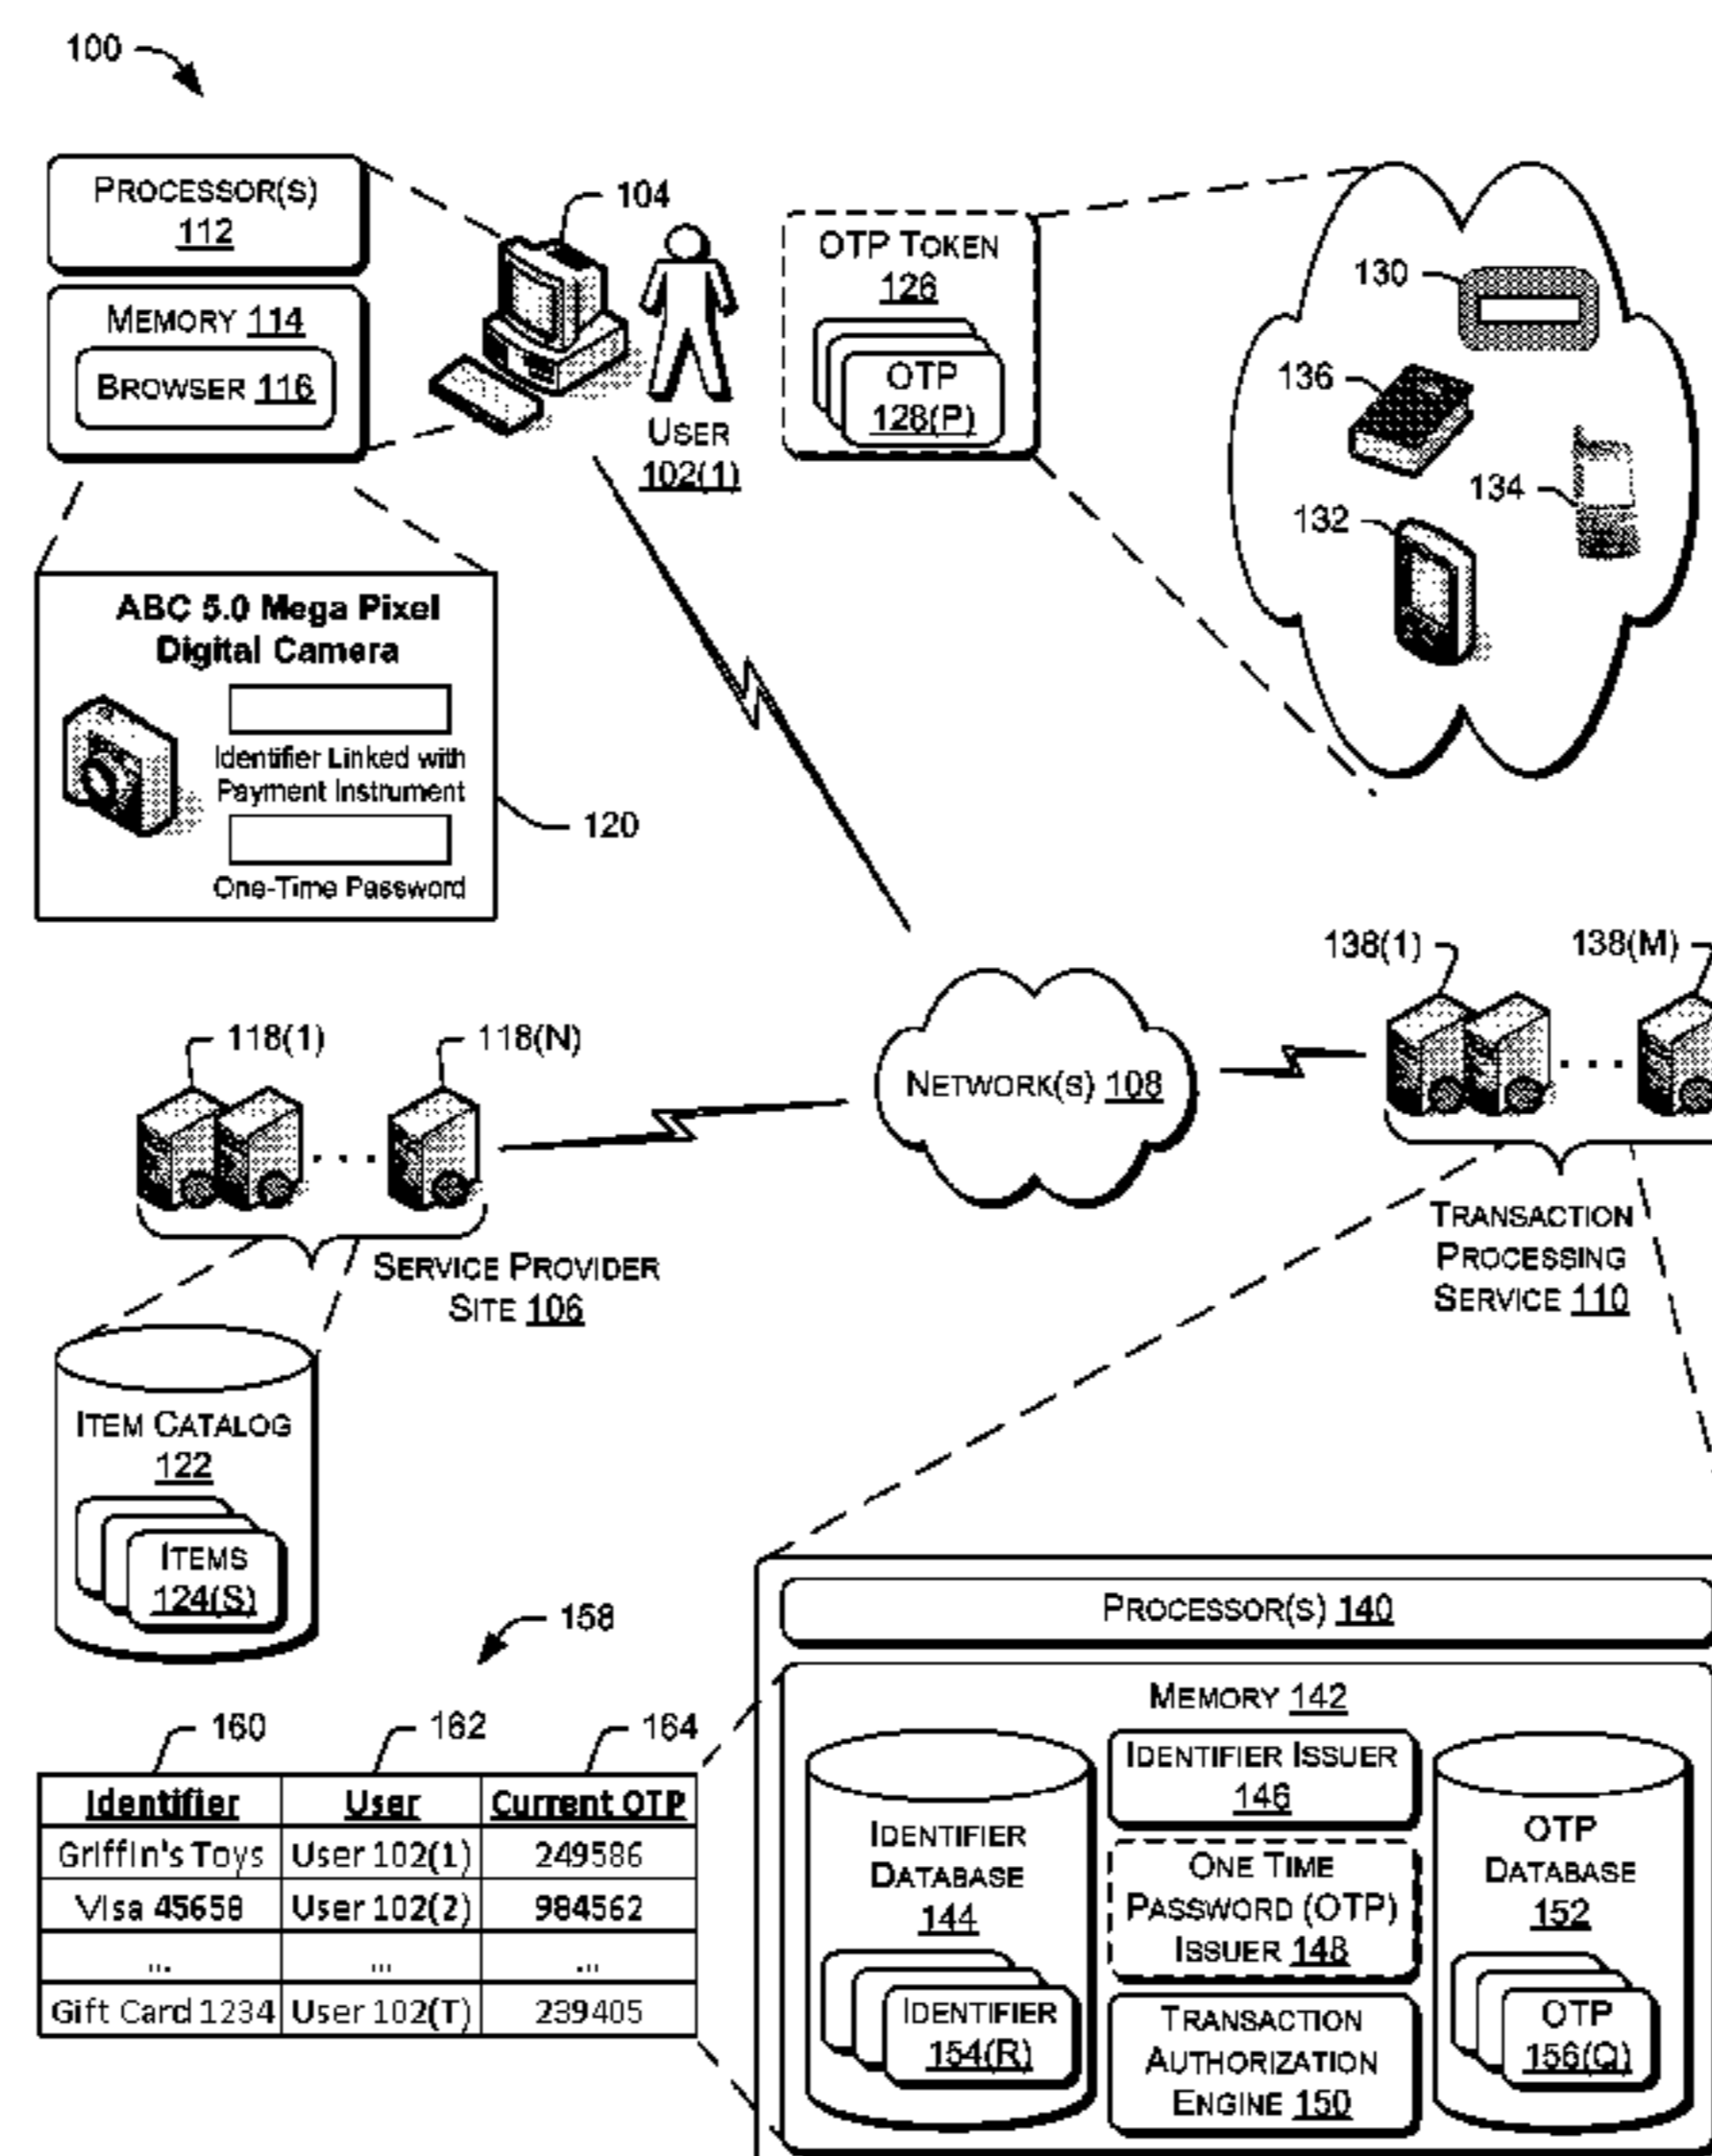 100
PROCESSOR(S)
112
MEMORY 114
BROWSER 116
104
USER
102(1)
OTP TOKEN
126
OTP
128(P)
130
136
134
132
ABC 5.0 Mega Pixel
Digital Camera
Identifier Linked with
Payment Instrument
One-Time Password
120
118(1)
118(N)
NETWORK(S) 108
138(1)
138(M)
SERVICE PROVIDER
SITE 106
TRANSACTION
PROCESSING
SERVICE 110
ITEM CATALOG
122
ITEMS
124(S)
158
160
162
164
Identifier User Current OTP
Griffin's Toys User 102(1) 249586
Visa 45658 User 102(2) 984562
... ... ...
Gift Card 1234 User 102(T) 239405
PROCESSOR(S) 140
MEMORY 142
IDENTIFIER
DATABASE
144
IDENTIFIER
154(R)
IDENTIFIER ISSUER
146
ONE TIME
PASSWORD (OTP)
ISSUER 148
TRANSACTION
AUTHORIZATION
ENGINE 150
OTP
DATABASE
152
OTP
156(Q)